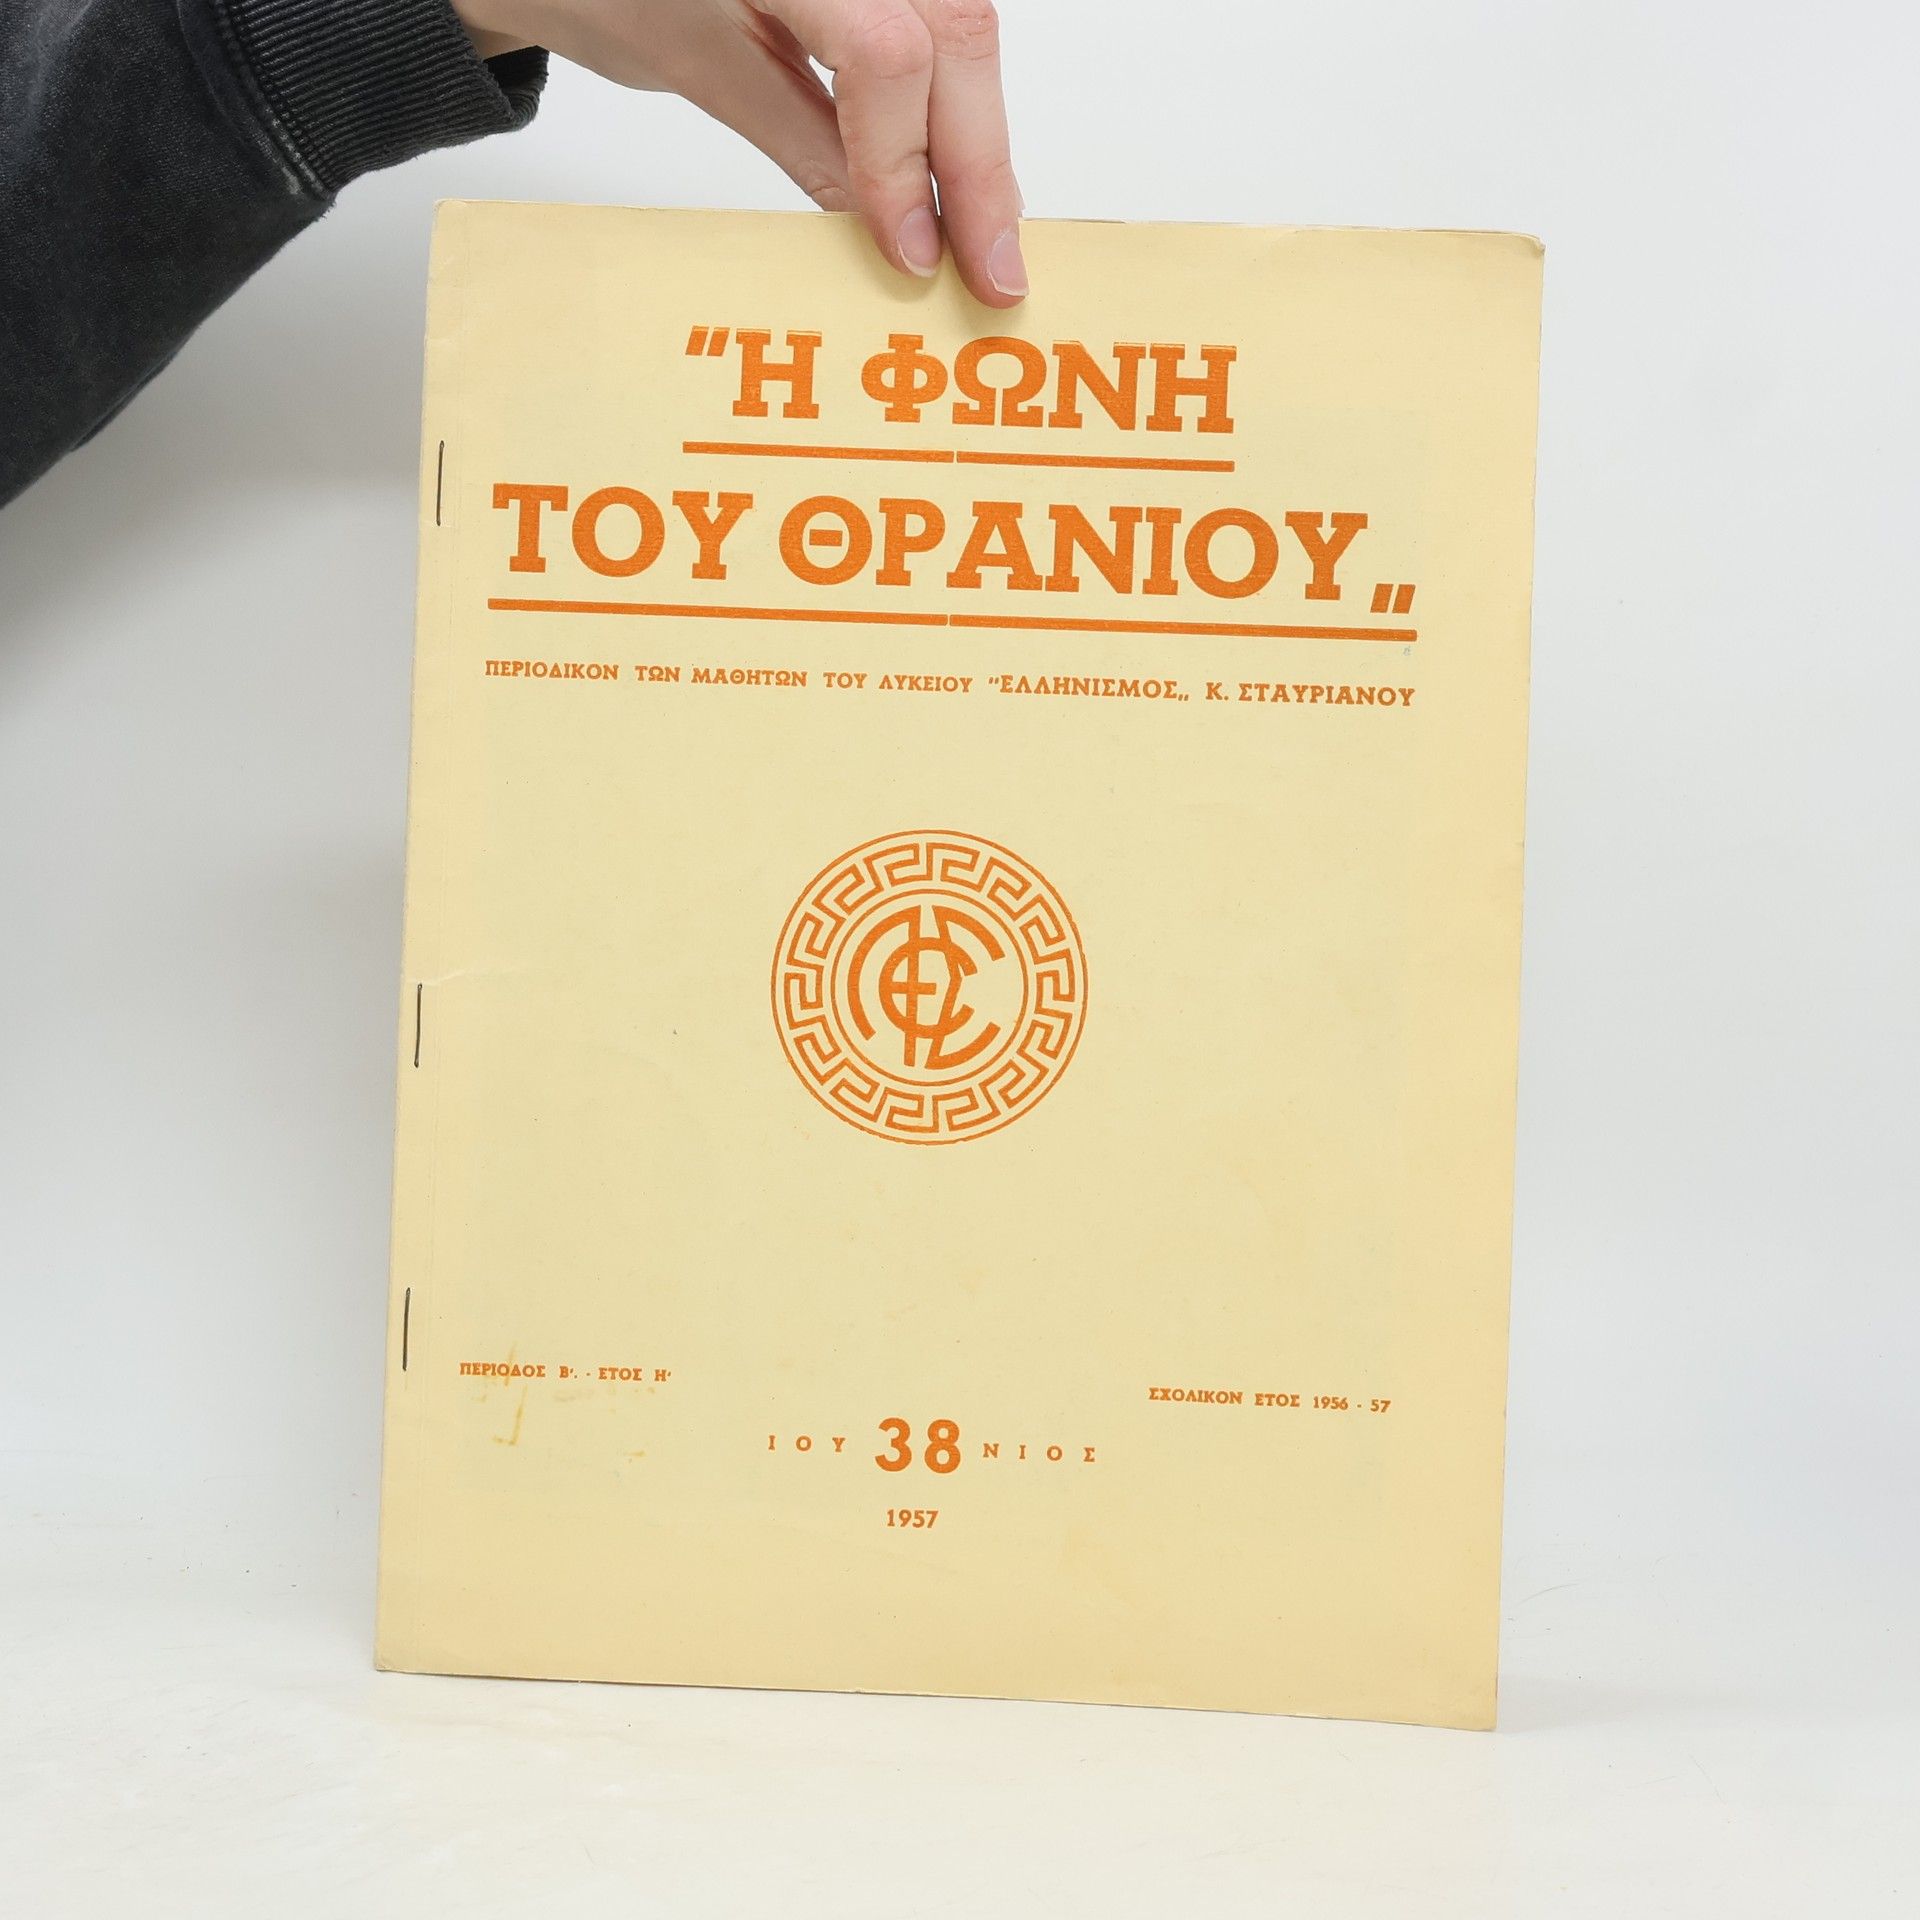 "Η ΦΩΝΗ
ΤΟΥ ΘΡΑΝΙΟΥ„
ΠΕΡΙΟΔΙΚΟΝ ΤΩΝ ΜΑΘΗΤΩΝ ΤΟΥ ΛΥΚΕΙΟΥ "ΕΛΛΗΝΙΣΜΟΣ„ Κ. ΣΤΑΥΡΙΑΝΟΥ
ΠΕΡΙΟΔΟΣ Β'. - ΕΤΟΣ Η'
ΣΧΟΛΙΚΟΝ ΕΤΟΣ 1956 - 57
ΙΟΥ 38 ΝΙΟΣ
1957